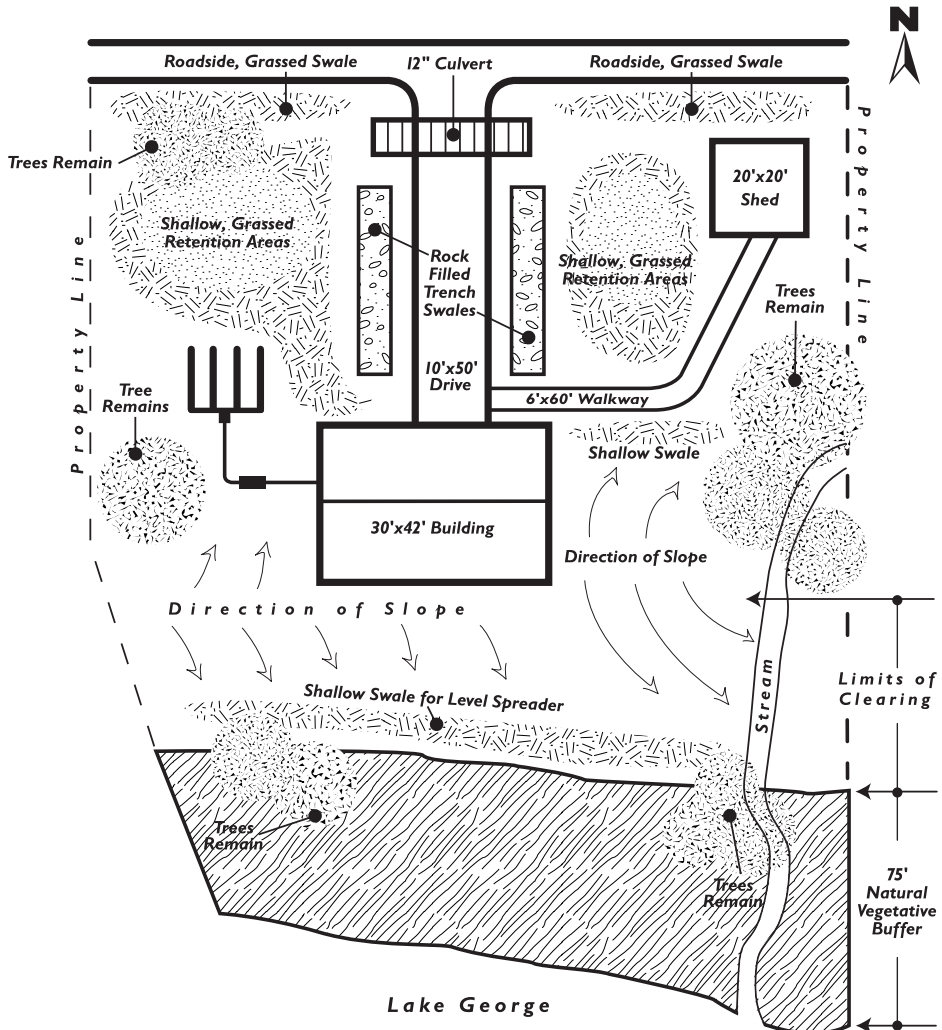 N
Roadside, Grassed Swale
12" Culvert
Roadside, Grassed Swale
Trees Remain
Property Line
20'x20'
Shed
Shallow, Grassed
Retention Areas
Rock
Filled
Trench
Swales
Shallow, Grassed
Retention Areas
Trees
Remain
Property Line
10'x50'
Drive
Tree
Remains
6'x60' Walkway
Shallow Swale
30'x42' Building
Direction of Slope
Direction of Slope
Stream
Limits of
Clearing
Shallow Swale for Level Spreader
Trees
Remain
Trees
Remain
75'
Natural
Vegetative
Buffer
Lake George